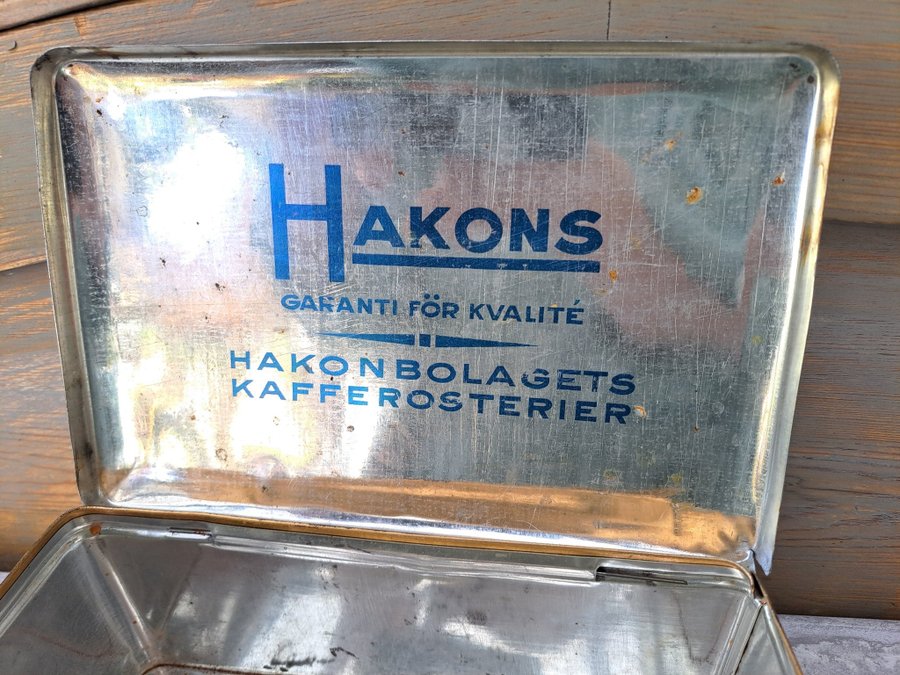 HAKONS
GARANTI FÖR KVALITÉ
HAKONBOLAGETS
KAFFEROSTERIER